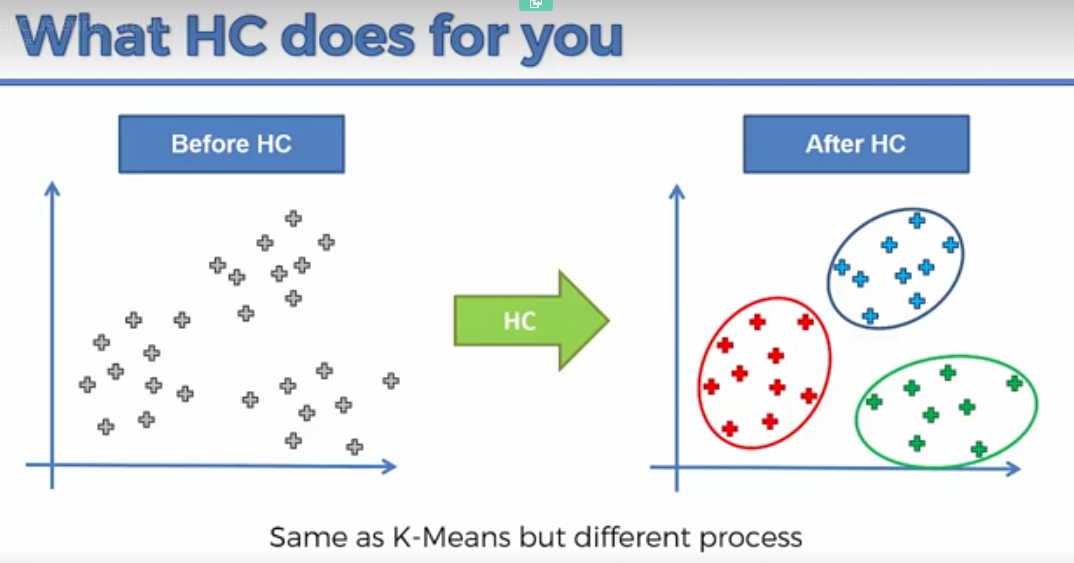 What HC does for you
Before HC
After HC
HC
Same as K-Means but different process